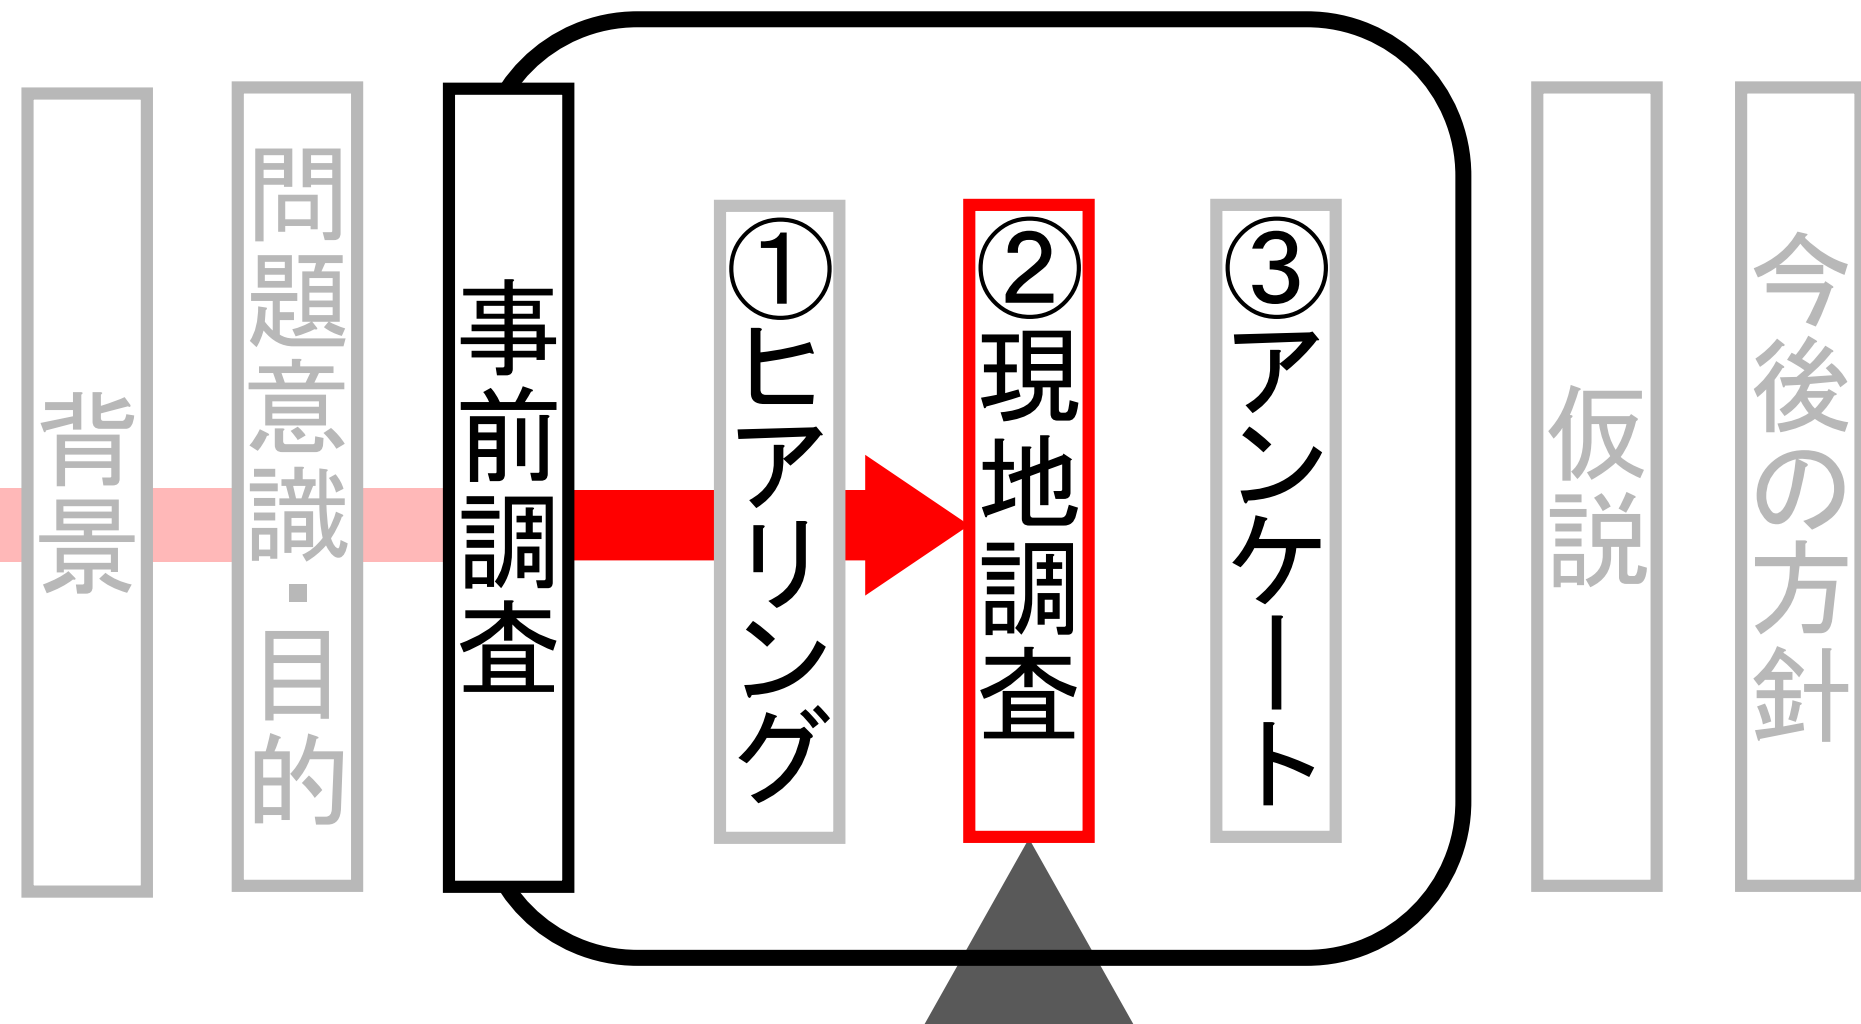 背景
問題意識・目的
事前調査
①ヒアリング
②現地調査
③アンケート
仮説
今後の方針